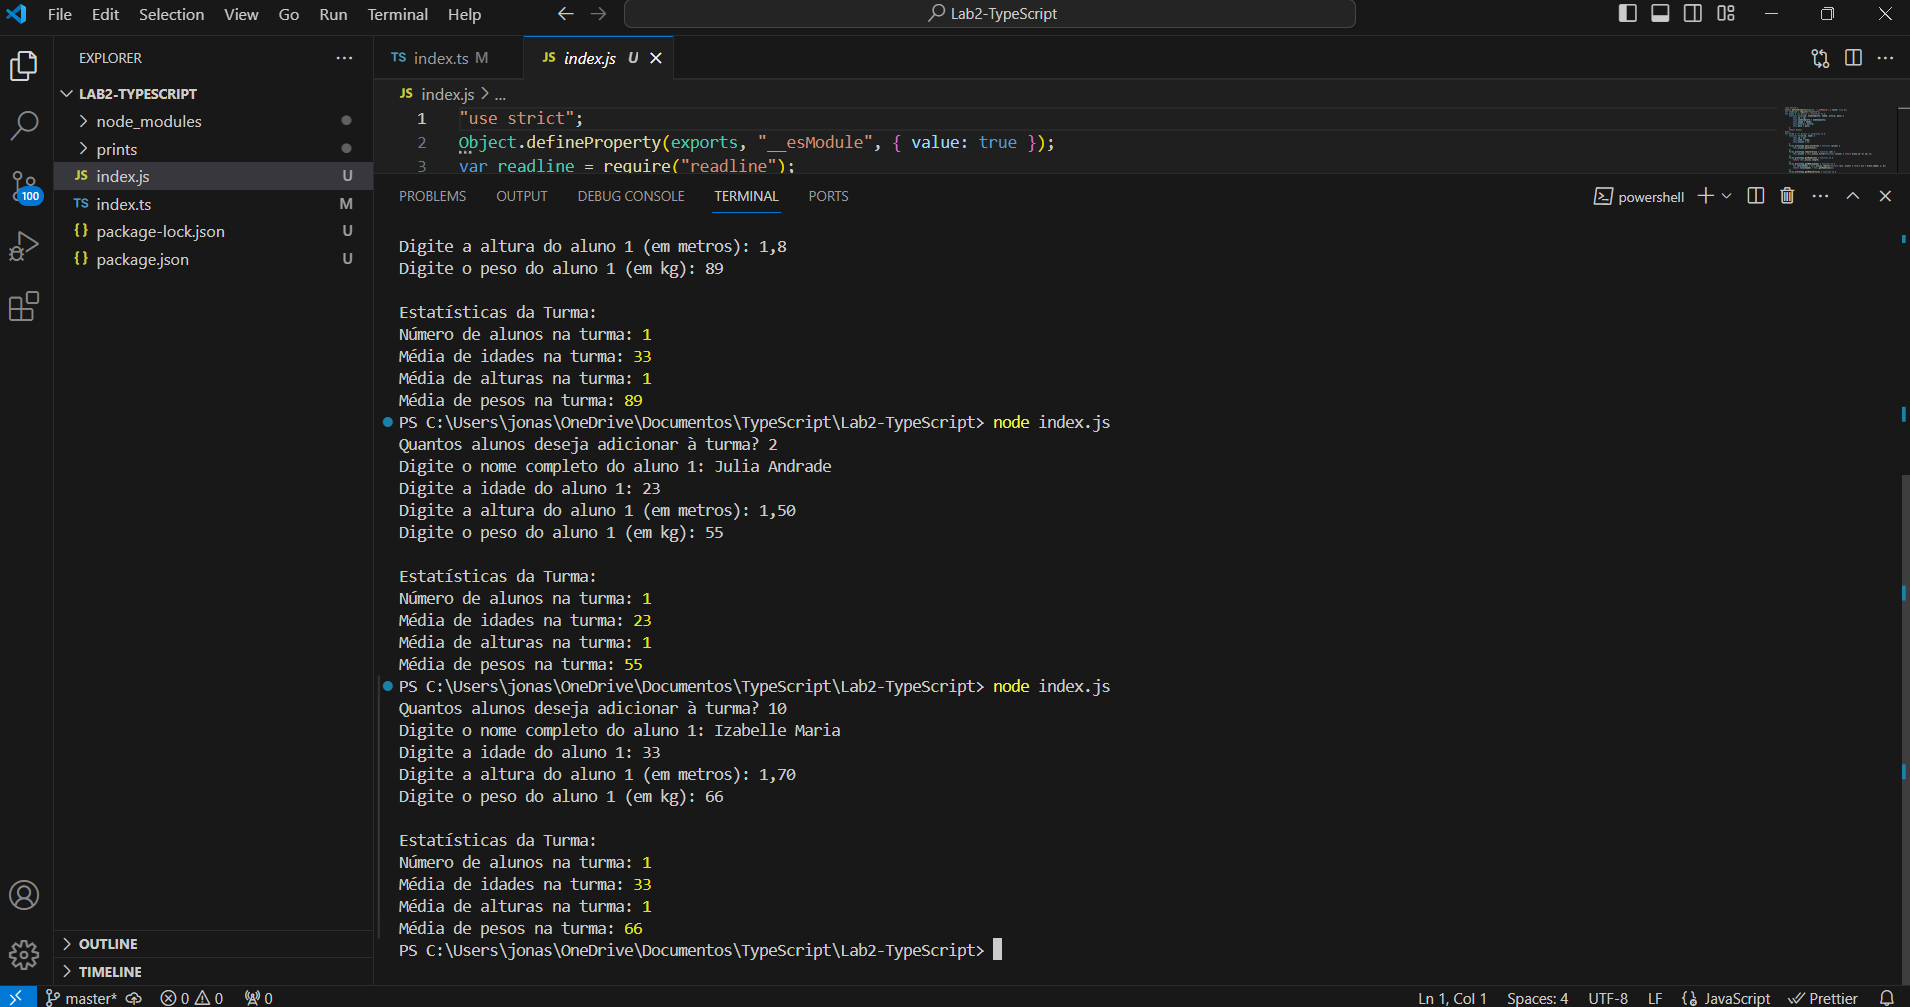 File Edit Selection View Go Run Terminal Help
Lab2-TypeScript
EXPLORER
LAB2-TYPESCRIPT
node_modules
prints
JS index.js U
TS index.ts M
{} package-lock.json U
{} package.json U
100
OUTLINE
TIMELINE
TS index.ts M
JS index.js U
JS index.js > ...
1 "use strict";
2 Object.defineProperty(exports, "__esModule", { value: true });
3 var readline = require("readline");
PROBLEMS OUTPUT DEBUG CONSOLE TERMINAL PORTS
powershell
Digite a altura do aluno 1 (em metros): 1,8
Digite o peso do aluno 1 (em kg): 89
Estatísticas da Turma:
Número de alunos na turma: 1
Média de idades na turma: 33
Média de alturas na turma: 1
Média de pesos na turma: 89
PS C:\Users\jonas\OneDrive\Documentos\TypeScript\Lab2-TypeScript> node index.js
Quantos alunos deseja adicionar à turma? 2
Digite o nome completo do aluno 1: Julia Andrade
Digite a idade do aluno 1: 23
Digite a altura do aluno 1 (em metros): 1,50
Digite o peso do aluno 1 (em kg): 55
Estatísticas da Turma:
Número de alunos na turma: 1
Média de idades na turma: 23
Média de alturas na turma: 1
Média de pesos na turma: 55
PS C:\Users\jonas\OneDrive\Documentos\TypeScript\Lab2-TypeScript> node index.js
Quantos alunos deseja adicionar à turma? 10
Digite o nome completo do aluno 1: Izabelle Maria
Digite a idade do aluno 1: 33
Digite a altura do aluno 1 (em metros): 1,70
Digite o peso do aluno 1 (em kg): 66
Estatísticas da Turma:
Número de alunos na turma: 1
Média de idades na turma: 33
Média de alturas na turma: 1
Média de pesos na turma: 66
PS C:\Users\jonas\OneDrive\Documentos\TypeScript\Lab2-TypeScript>
master* 0 0 0
Ln 1, Col 1 Spaces: 4 UTF-8 LF {} JavaScript Prettier